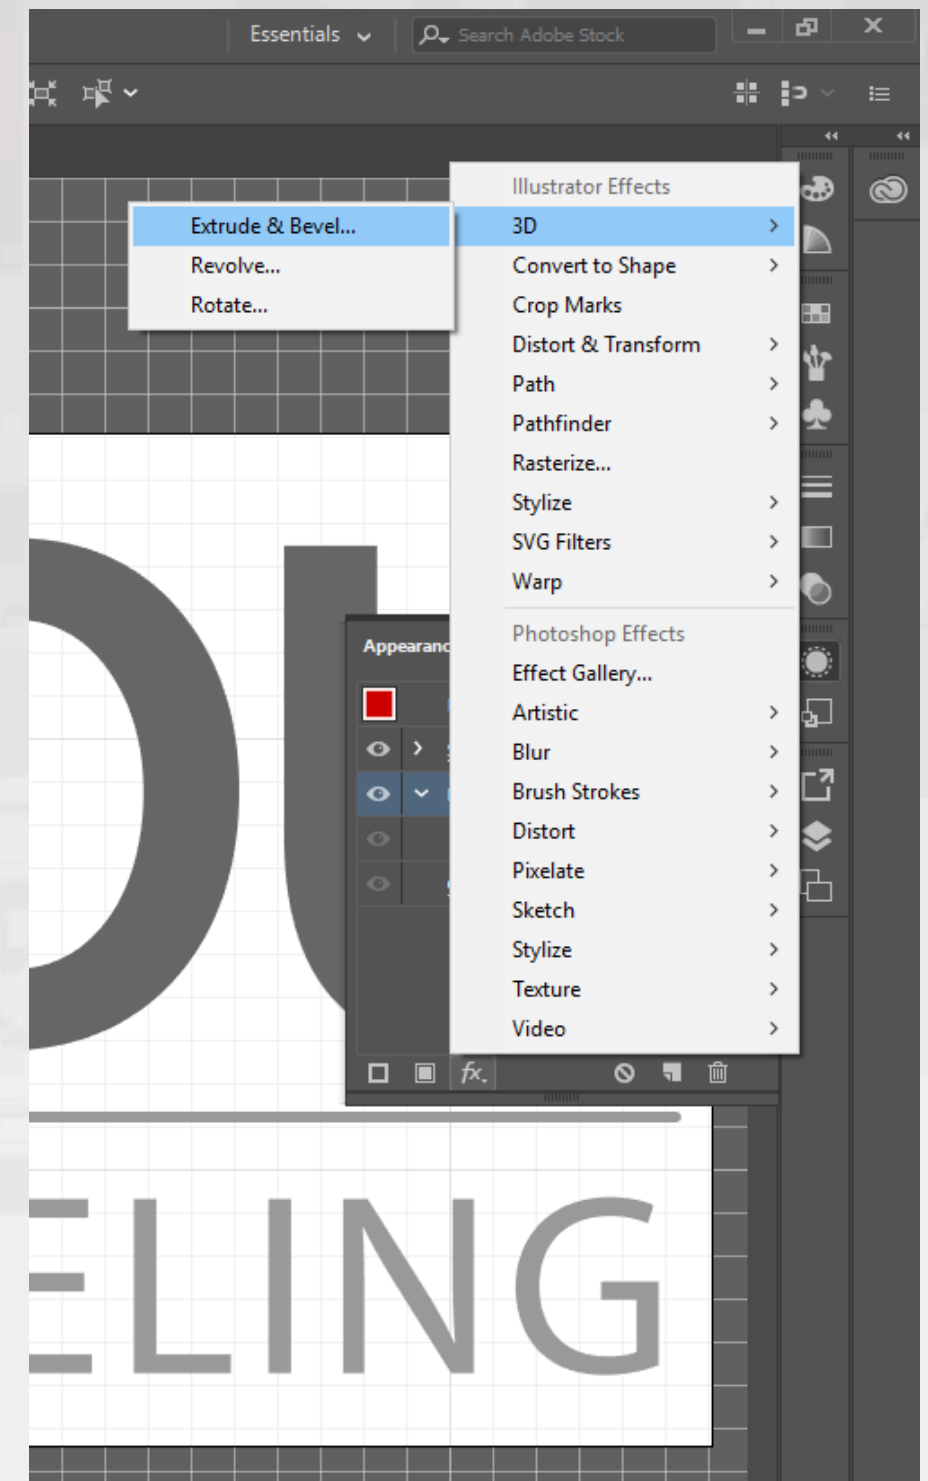 Essentials
Search Adobe Stock
Illustrator Effects
3D
Extrude & Bevel...
Revolve...
Rotate...
Convert to Shape
Crop Marks
Distort & Transform
Path
Pathfinder
Rasterize...
Stylize
SVG Filters
Warp
Photoshop Effects
Effect Gallery...
Artistic
Blur
Brush Strokes
Distort
Pixelate
Sketch
Stylize
Texture
Video
OU
Appearanc
fx.
ELING